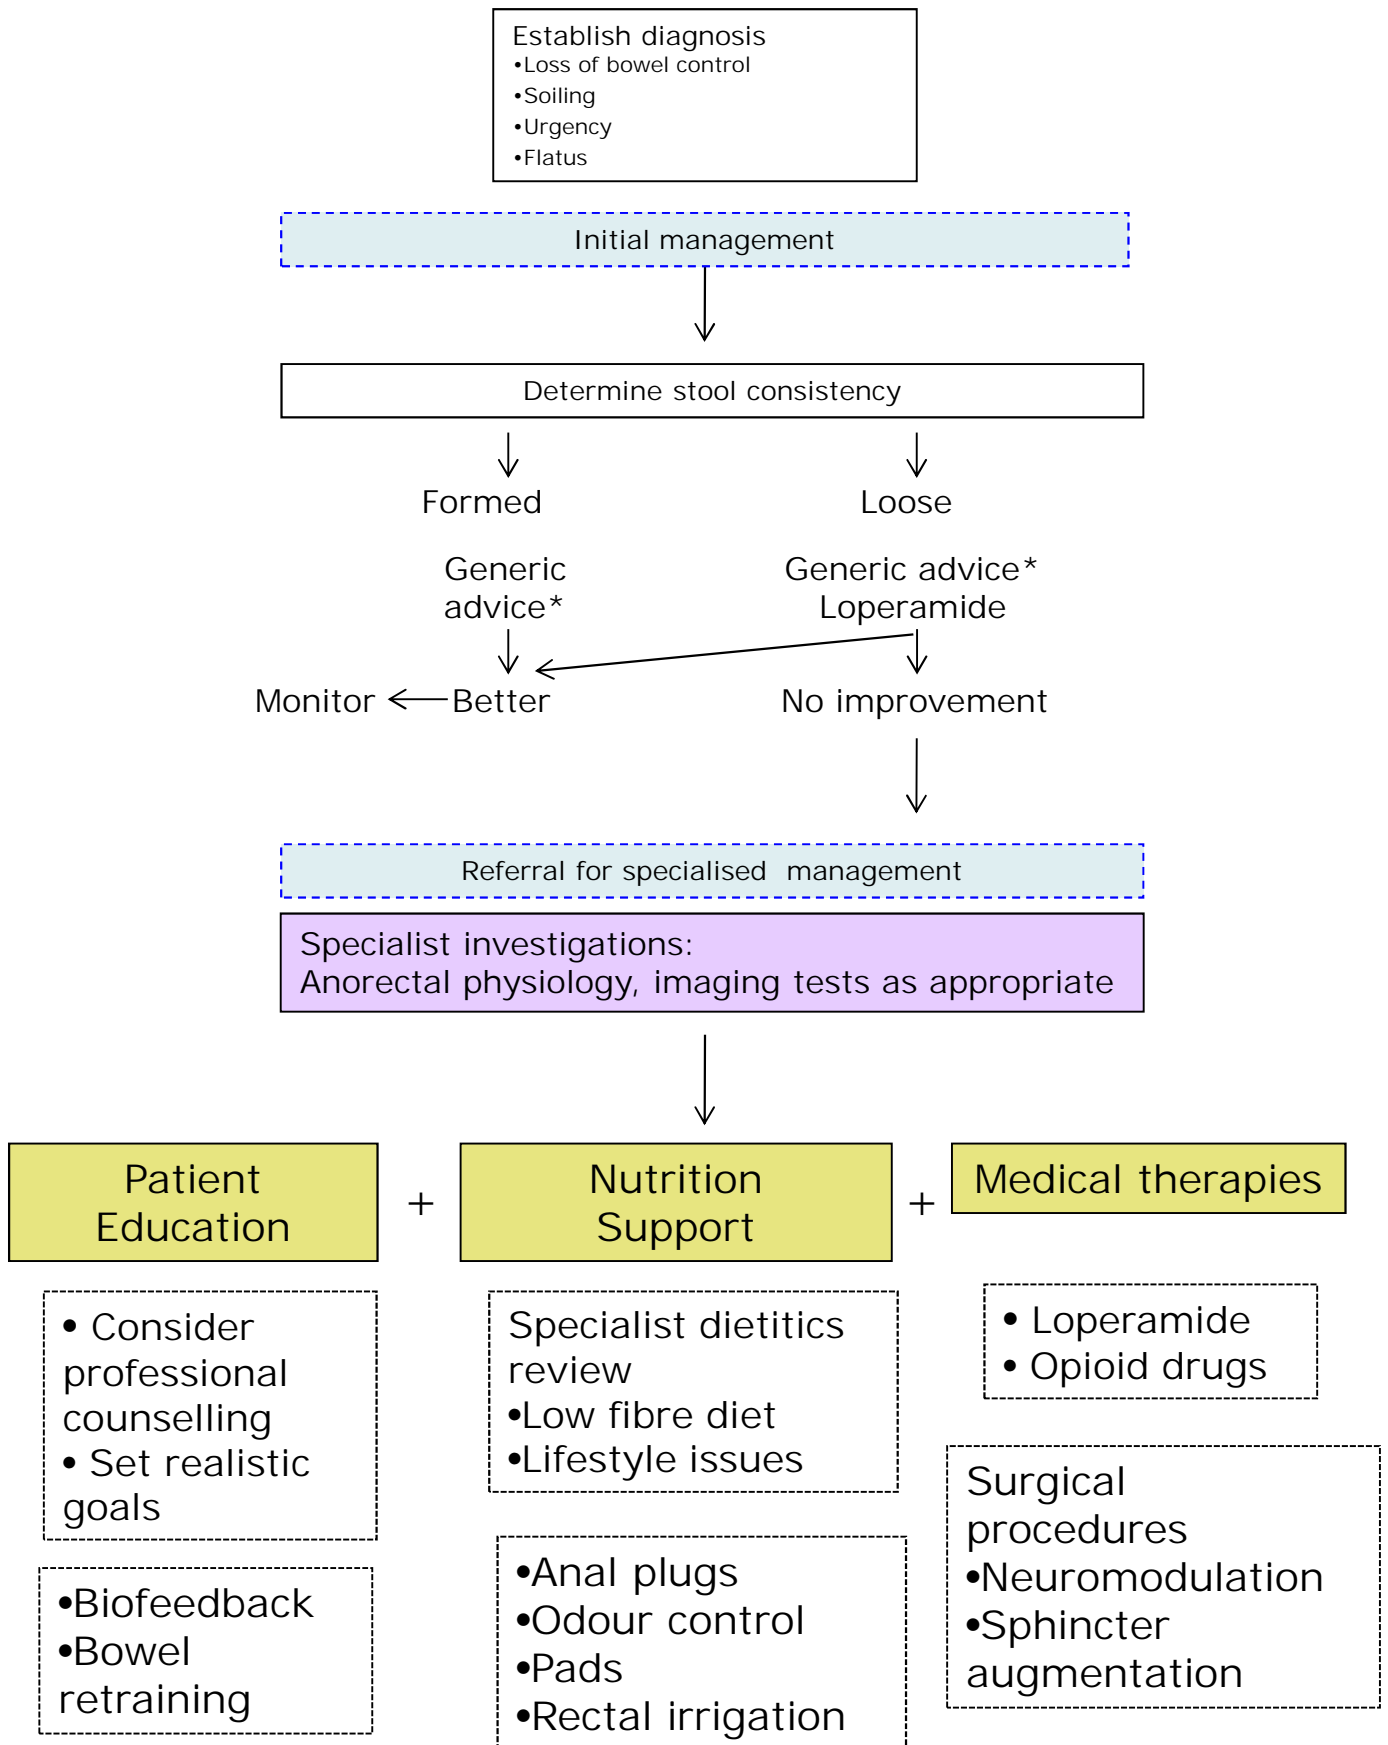 Establish diagnosis
•Loss of bowel control
•Soiling
•Urgency
•Flatus
Initial management
Determine stool consistency
Formed
Loose
Generic
advice*
Generic advice*
Loperamide
Monitor
Better
No improvement
Referral for specialised  management
Specialist investigations:
Anorectal physiology, imaging tests as appropriate
Patient
Education
+
Nutrition
Support
+
Medical therapies
• Consider
professional
counselling
• Set realistic
goals
Specialist dietitics
review
•Low fibre diet
•Lifestyle issues
• Loperamide
• Opioid drugs
•Biofeedback
•Bowel
retraining
•Anal plugs
•Odour control
•Pads
•Rectal irrigation
Surgical
procedures
•Neuromodulation
•Sphincter
augmentation